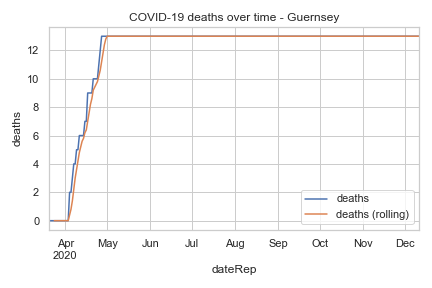 COVID-19 deaths over time - Guernsey
deaths
12
10
8
6
4
2
0
Apr May Jun Jul Aug Sep Oct Nov Dec
2020
dateRep
deaths
deaths (rolling)